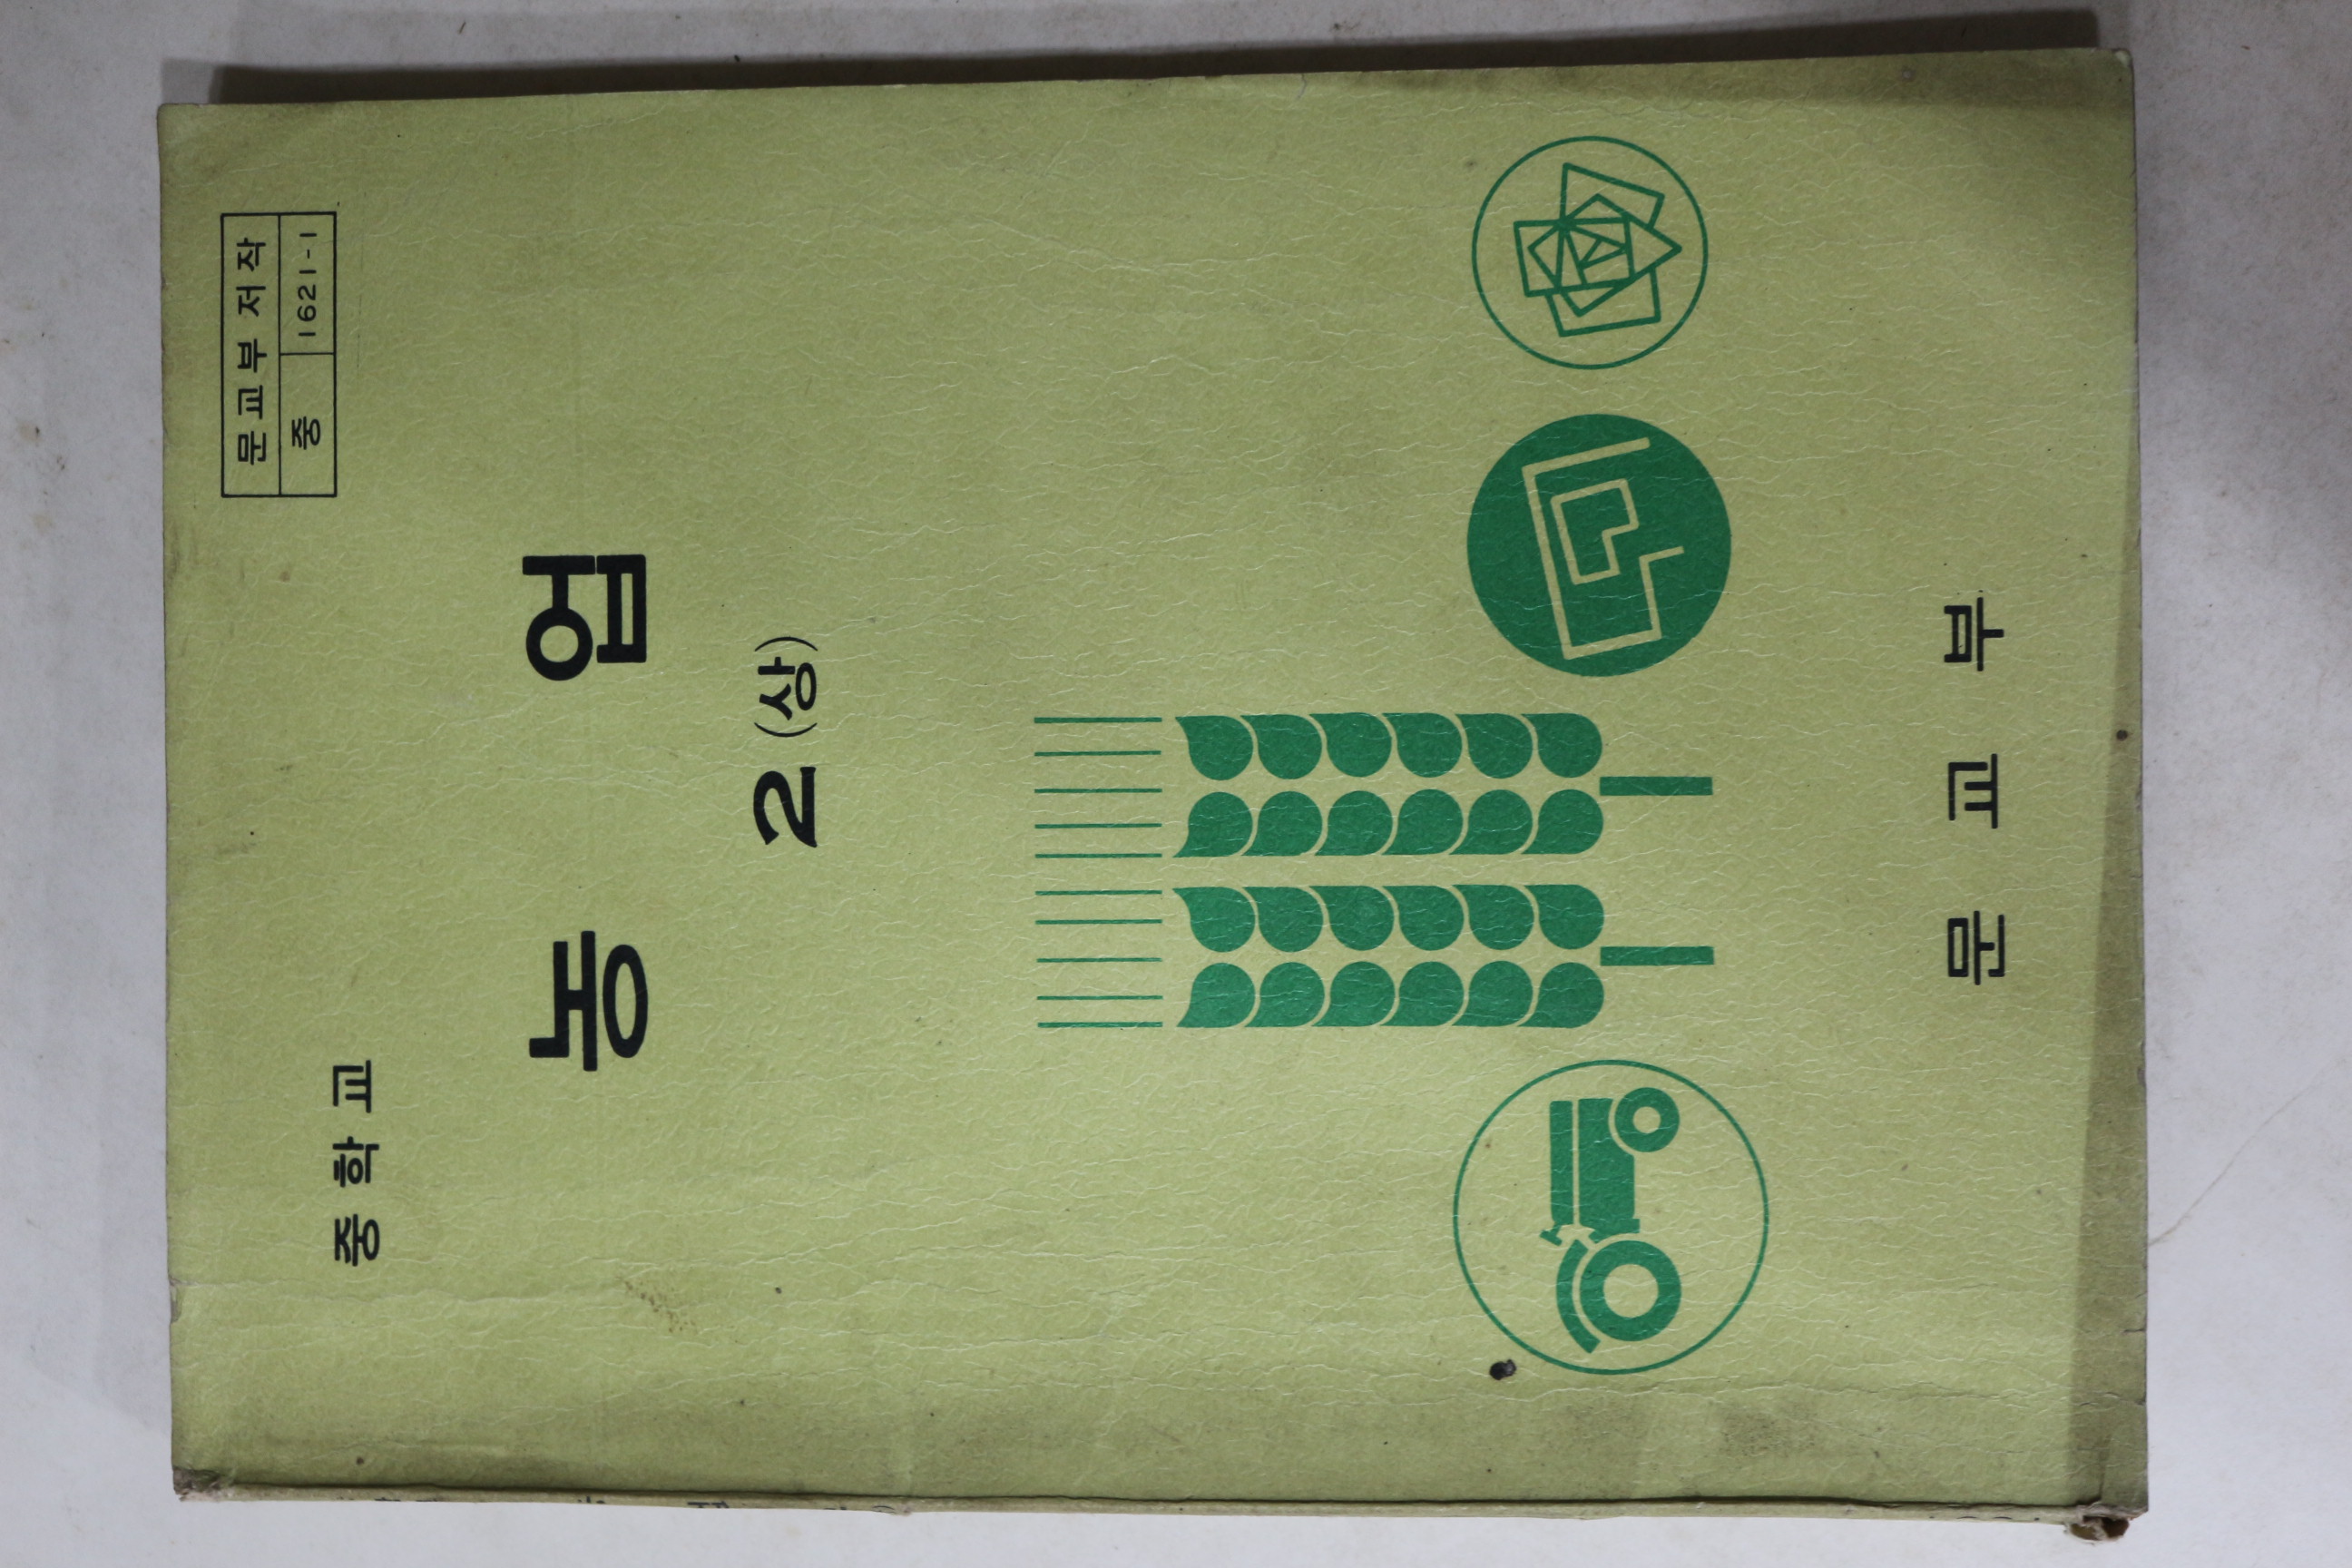 문교부 저작
중 1621-1
중학교
농업
2 (상)
문교부